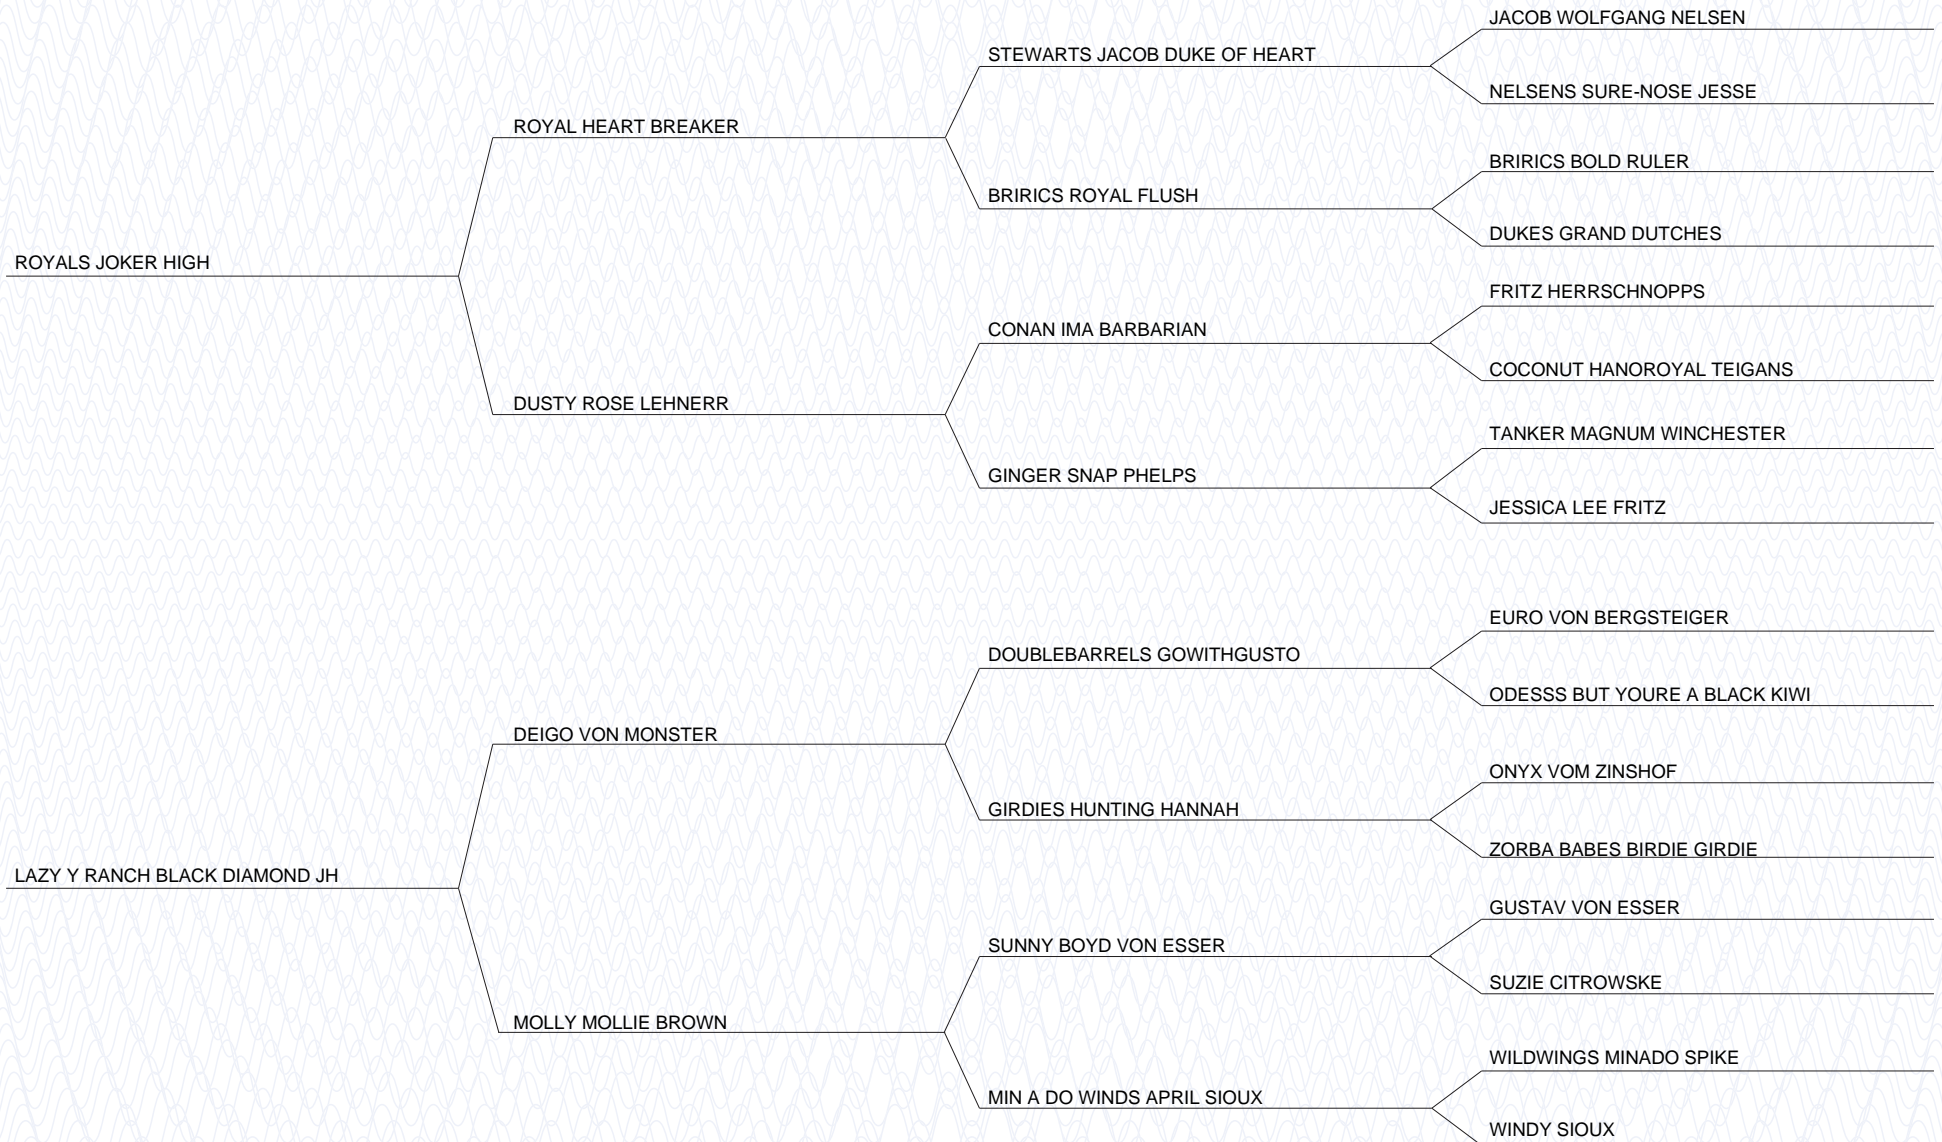 JACOB WOLFGANG NELSEN
STEWARTS JACOB DUKE OF HEART
NELSENS SURE-NOSE JESSE
ROYAL HEART BREAKER
BRIRICS BOLD RULER
BRIRICS ROYAL FLUSH
DUKES GRAND DUTCHES
ROYALS JOKER HIGH
FRITZ HERRSCHNOPPS
CONAN IMA BARBARIAN
COCONUT HANOROYAL TEIGANS
DUSTY ROSE LEHNERR
TANKER MAGNUM WINCHESTER
GINGER SNAP PHELPS
JESSICA LEE FRITZ
EURO VON BERGSTEIGER
DOUBLEBARRELS GOWITHGUSTO
ODESSS BUT YOURE A BLACK KIWI
DEIGO VON MONSTER
ONYX VOM ZINSHOF
GIRDIES HUNTING HANNAH
ZORBA BABES BIRDIE GIRDIE
LAZY Y RANCH BLACK DIAMOND JH
GUSTAV VON ESSER
SUNNY BOYD VON ESSER
SUZIE CITROWSKE
MOLLY MOLLIE BROWN
WILDWINGS MINADO SPIKE
MIN A DO WINDS APRIL SIOUX
WINDY SIOUX